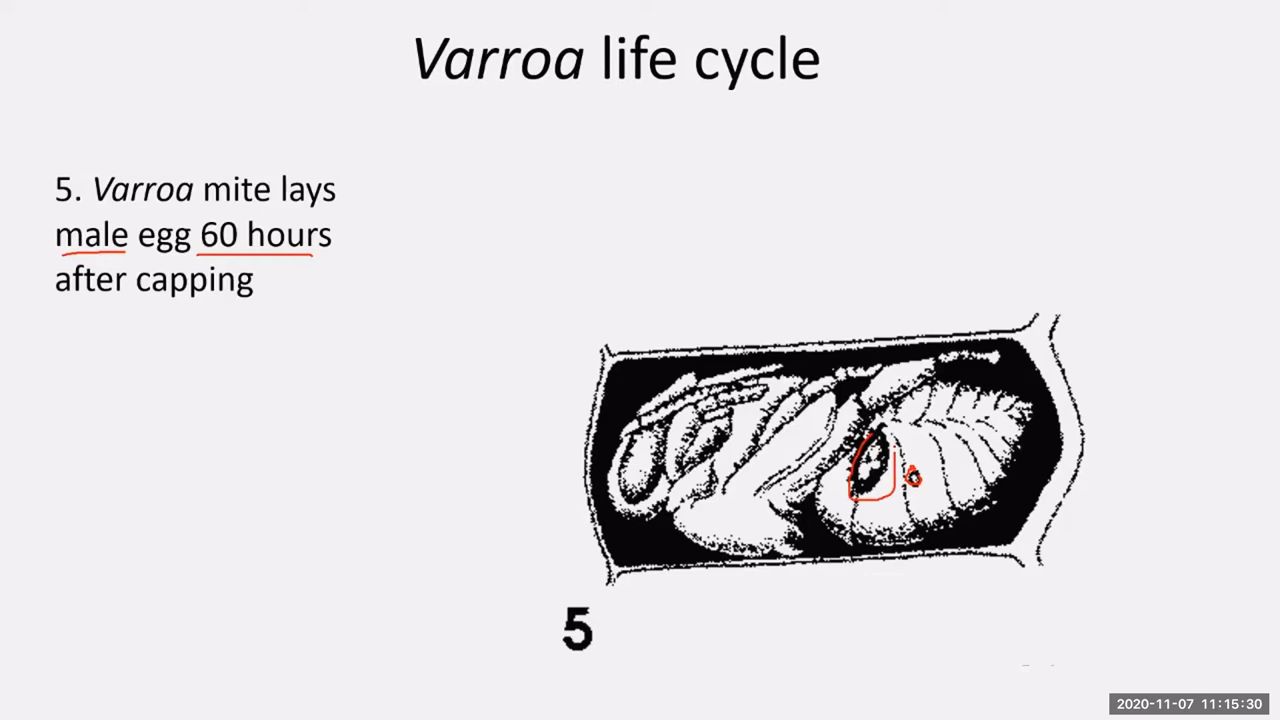 Varroa life cycle
5. Varroa mite lays
male egg 60 hours
after capping
5
2020-11-07 11:15:30